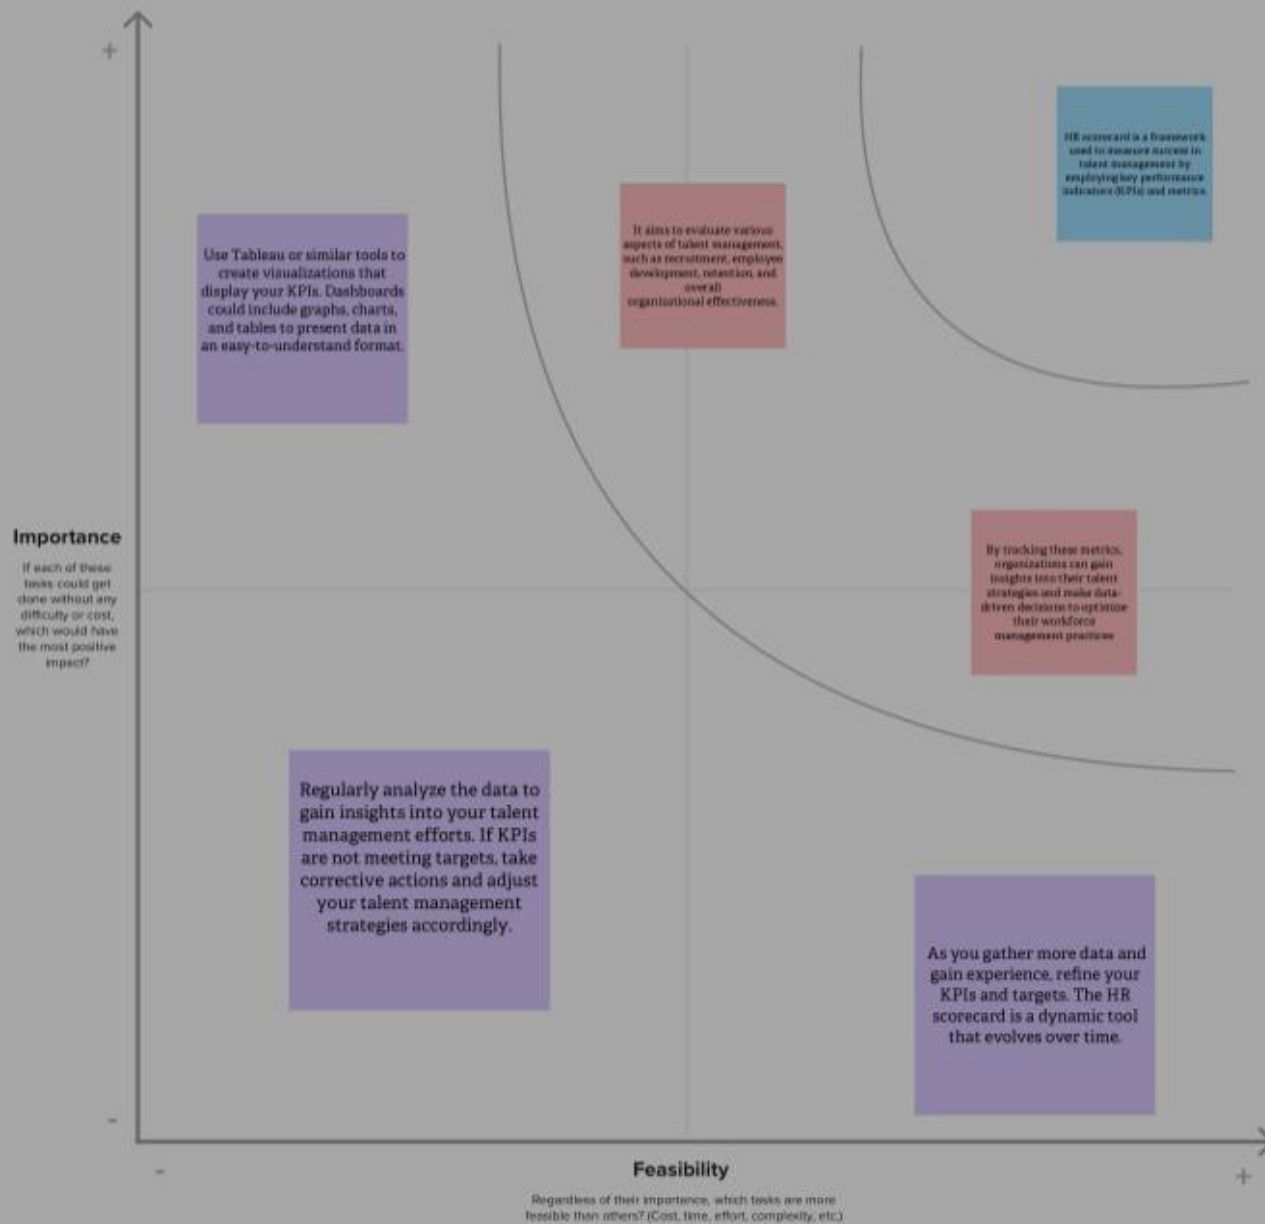 +
HR scorecard is a framework
used to measure success in
talent management by
employing key performance
indicators (KPIs) and metrics.
It aims to evaluate various
aspects of talent management,
such as recruitment, employee
development, retention, and
overall
organizational effectiveness.
Use Tableau or similar tools to
create visualizations that
display your KPIs. Dashboards
could include graphs, charts,
and tables to present data in
an easy-to-understand format.
Importance
If each of these
tasks could get
done without any
difficulty or cost,
which would have
the most positive
impact?
By tracking these metrics,
organizations can gain
insights into their talent
strategies and make data-
driven decisions to optimize
their workforce
management practices
Regularly analyze the data to
gain insights into your talent
management efforts. If KPIs
are not meeting targets, take
corrective actions and adjust
your talent management
strategies accordingly.
As you gather more data and
gain experience, refine your
KPIs and targets. The HR
scorecard is a dynamic tool
that evolves over time.
-
-
Feasibility
+
Regardless of their importance, which tasks are more
feasible than others? (Cost, time, effort, complexity, etc.)